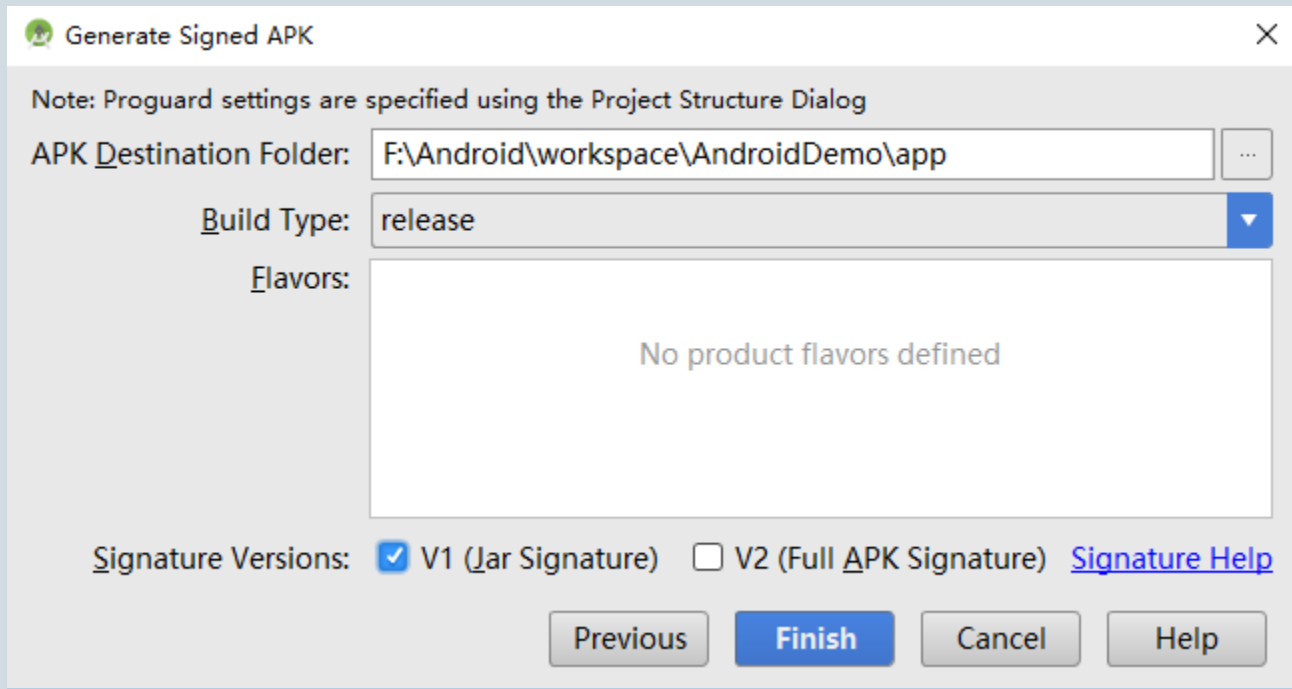 Generate Signed APK
Note: Proguard settings are specified using the Project Structure Dialog
APK Destination Folder: F:\Android\workspace\AndroidDemo\app ...
Build Type: release
Flavors:
No product flavors defined
Signature Versions: V1 (Jar Signature) V2 (Full APK Signature) Signature Help
Previous Finish Cancel Help